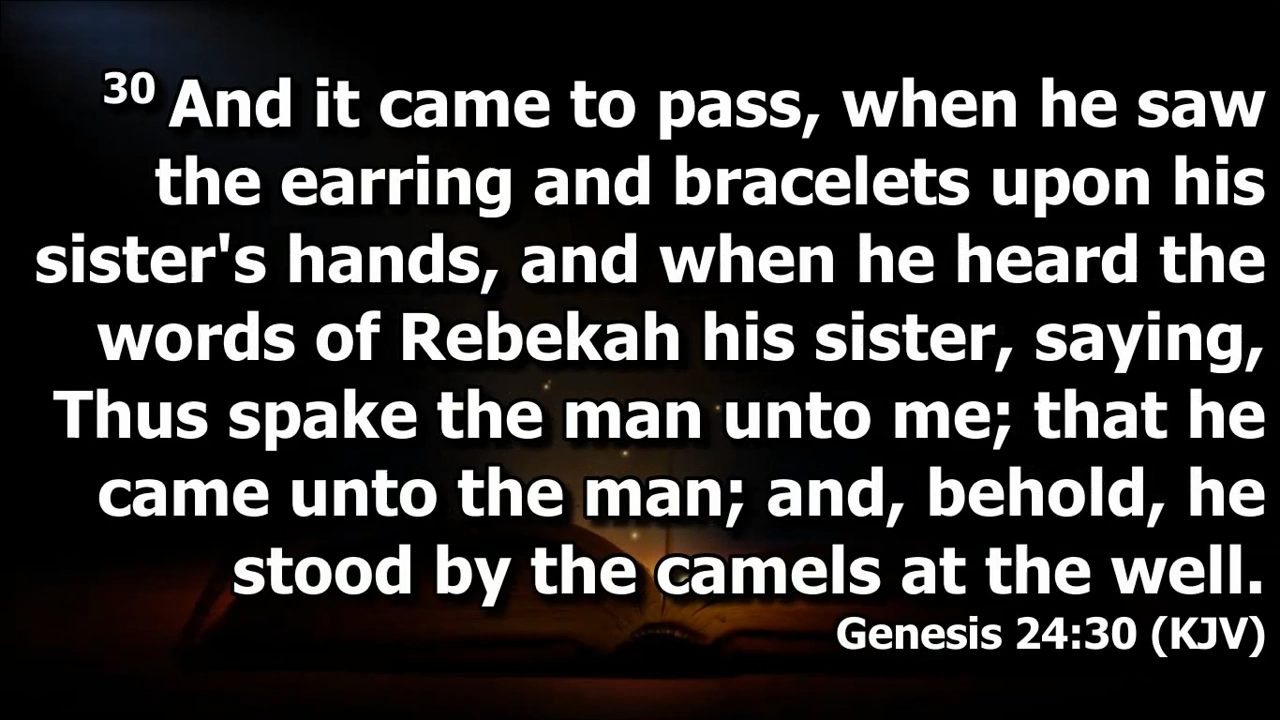 30 And it came to pass, when he saw
the earring and bracelets upon his
sister's hands, and when he heard the
words of Rebekah his sister, saying,
Thus spake the man unto me; that he
came unto the man; and, behold, he
stood by the camels at the well.
Genesis 24:30 (KJV)